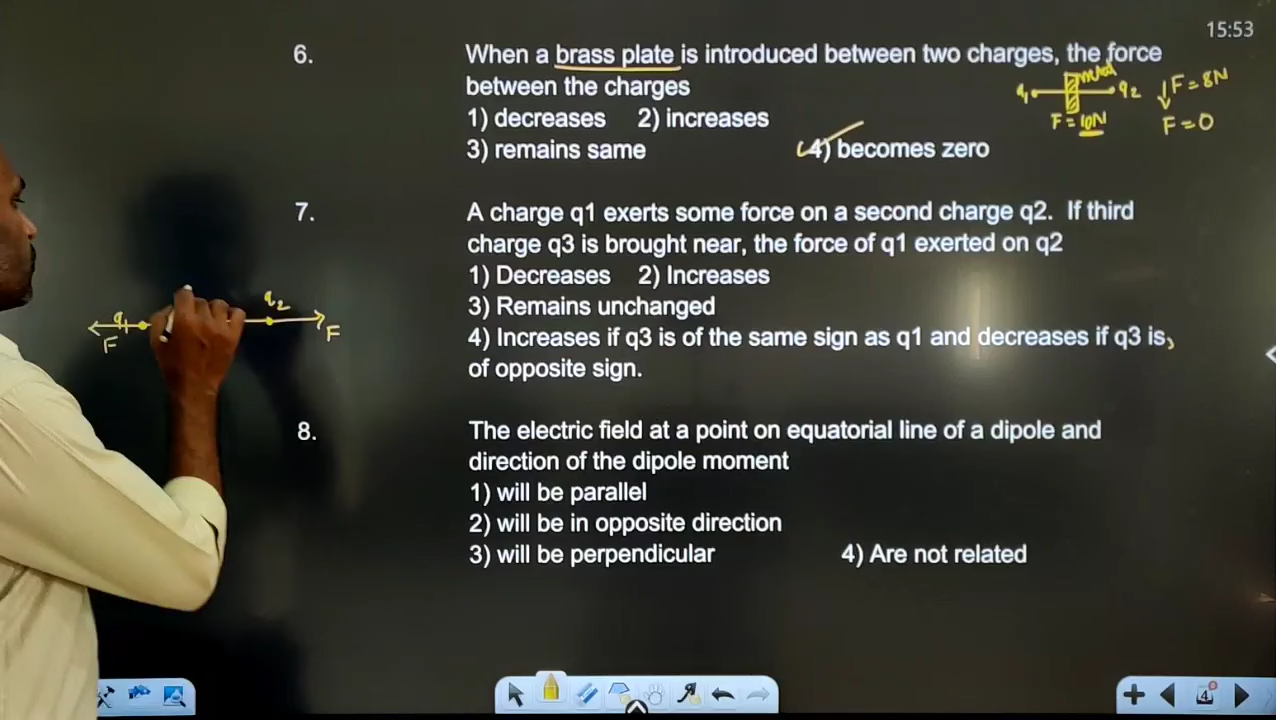 15:53
6. When a brass plate is introduced between two charges, the force
between the charges
1) decreases 2) increases
3) remains same 4) becomes zero
q1 metal q2 F = 8N
F = 10N F = 0
7. A charge q1 exerts some force on a second charge q2. If third
charge q3 is brought near, the force of q1 exerted on q2
1) Decreases 2) Increases
3) Remains unchanged
4) Increases if q3 is of the same sign as q1 and decreases if q3 is
of opposite sign.
q1 q2
F F
8. The electric field at a point on equatorial line of a dipole and
direction of the dipole moment
1) will be parallel
2) will be in opposite direction
3) will be perpendicular 4) Are not related
4